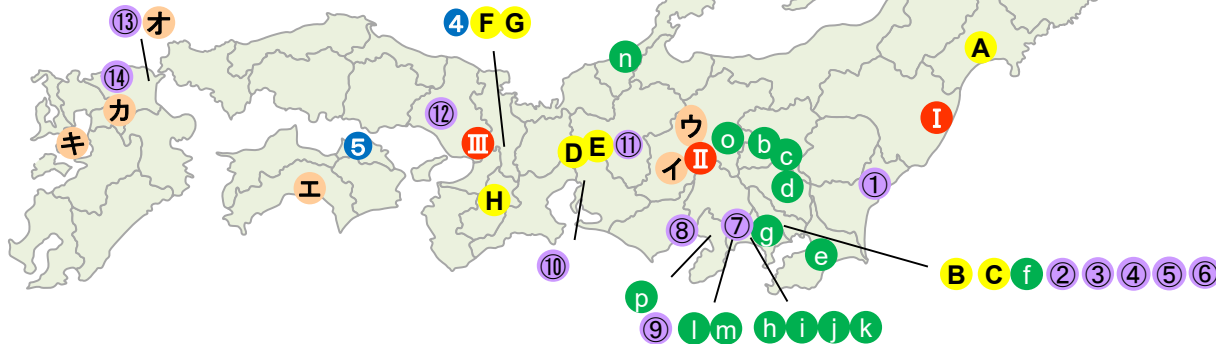 ⑬ オ
4 F G
A
n
⑭
カ
⑫
ウ
I
キ
5
III
D E ⑪
イ II o b c
d
①
エ
H
⑧ ⑦ g
e
⑩
B C f ② ③ ④ ⑤ ⑥
p
⑨ l m h i j k